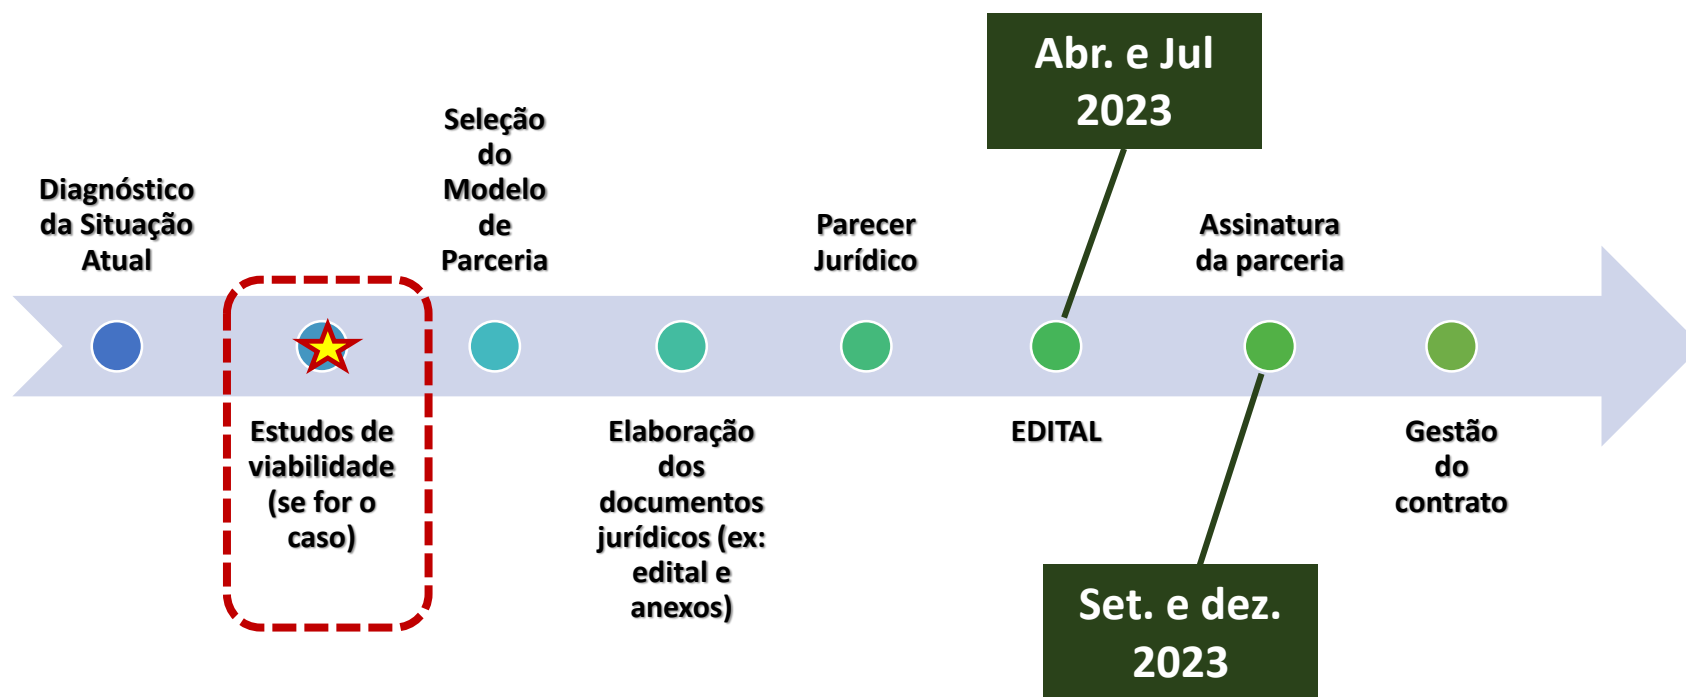 Abr. e Jul
2023
Seleção
do
Modelo
de
Parceria
Diagnóstico
da Situação
Atual
Parecer
Jurídico
Assinatura
da parceria
Estudos de
viabilidade
(se for o
caso)
Elaboração
dos
documentos
jurídicos (ex:
edital e
anexos)
EDITAL
Gestão
do
contrato
Set. e dez.
2023